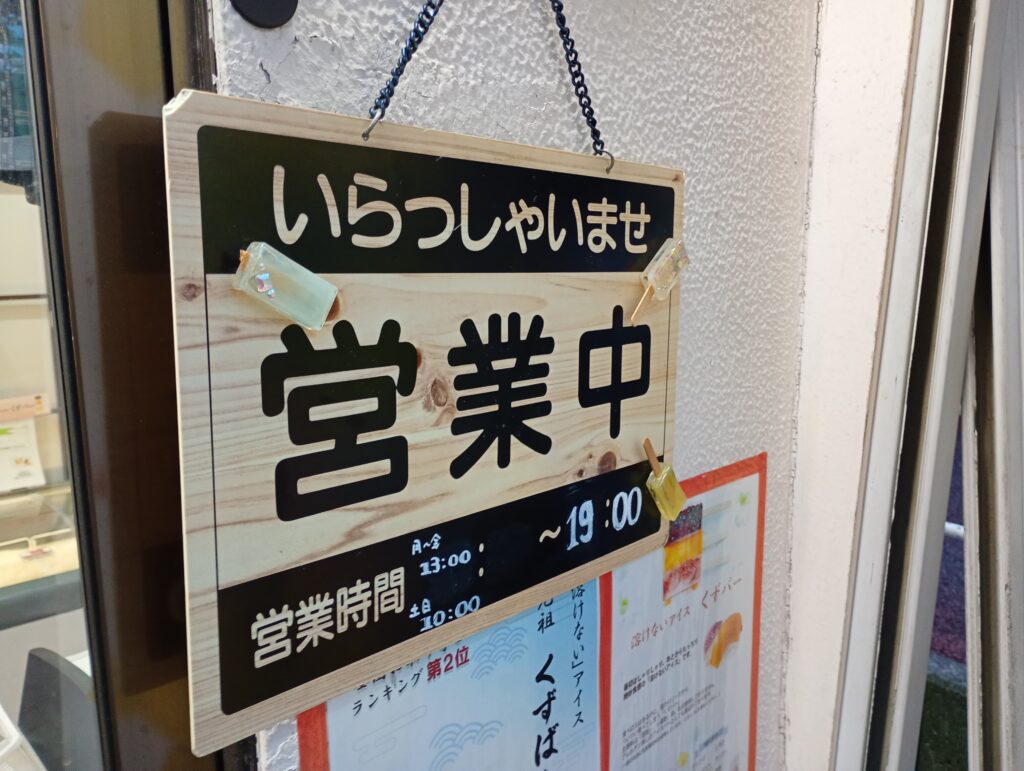 いらっしゃいませ
営業中
営業時間
月～金
13:00
土日
10:00
～19:00
ランキング 第2位
元祖 くずば
溶けない」アイス
溶けないアイス くずバー